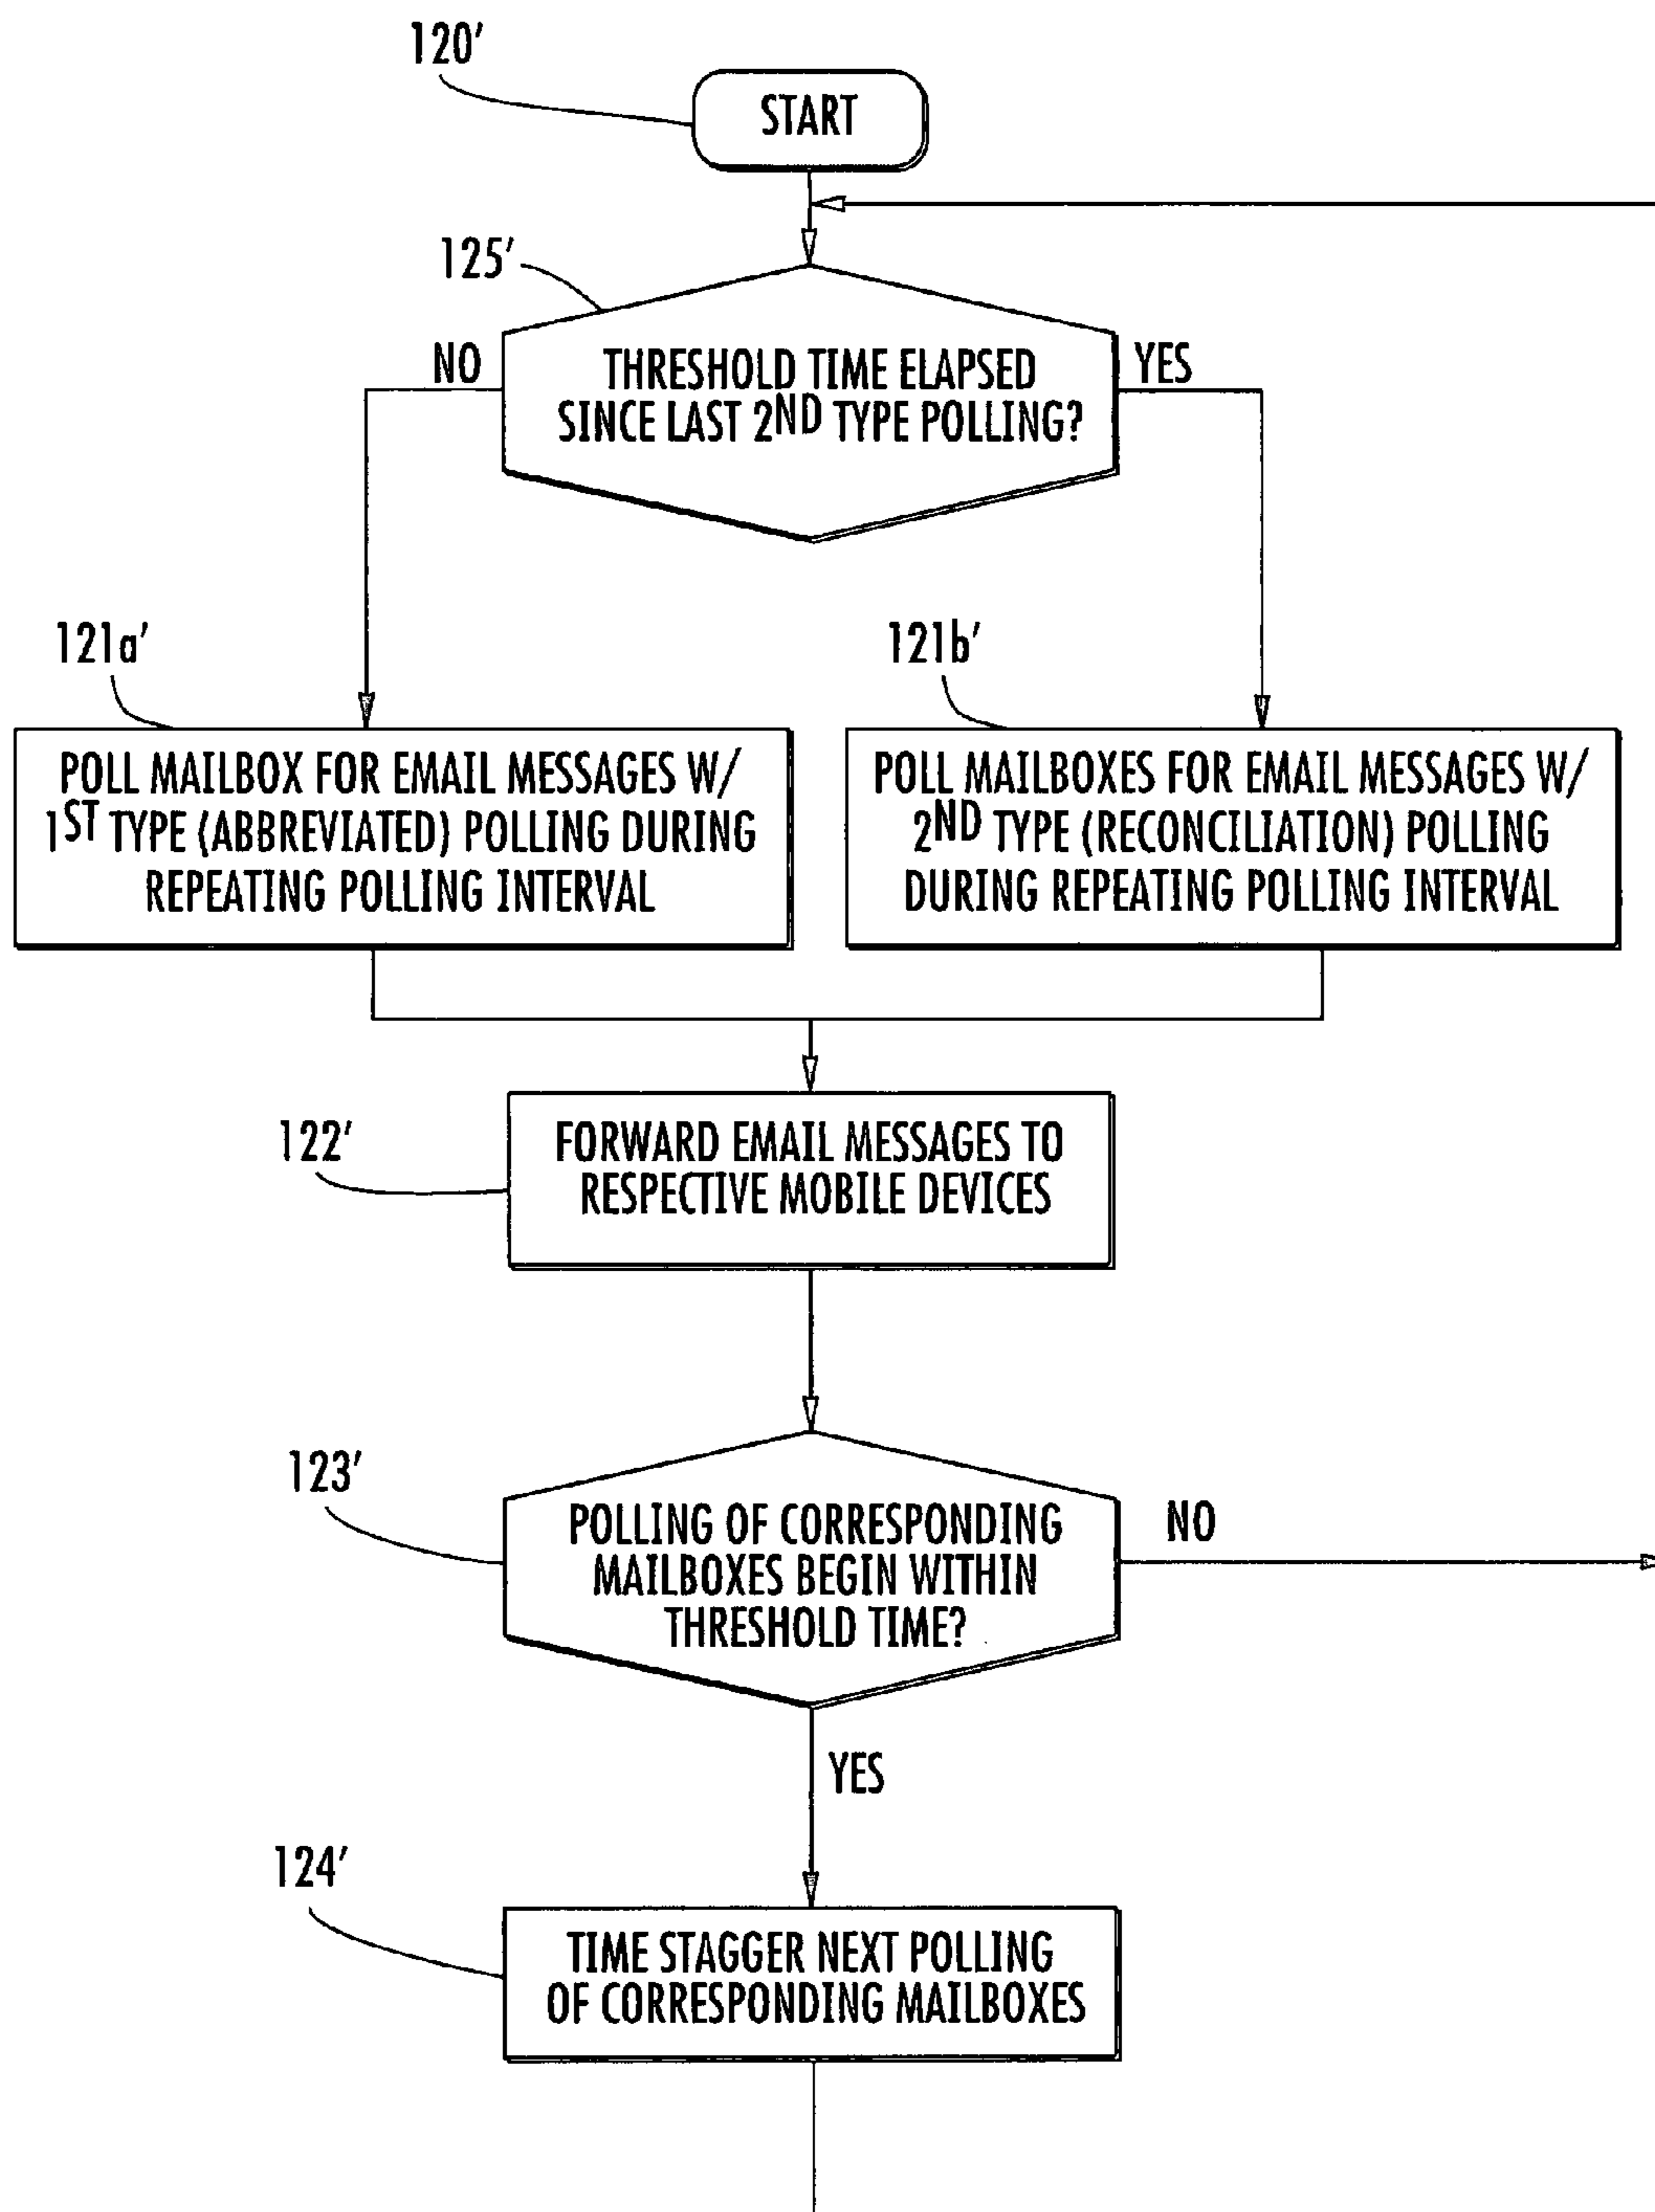 120'
START
125'
NO
THRESHOLD TIME ELAPSED
SINCE LAST 2ND TYPE POLLING?
YES
121a'
121b'
POLL MAILBOX FOR EMAIL MESSAGES W/
1ST TYPE (ABBREVIATED) POLLING DURING
REPEATING POLLING INTERVAL
POLL MAILBOXES FOR EMAIL MESSAGES W/
2ND TYPE (RECONCILIATION) POLLING
DURING REPEATING POLLING INTERVAL
122'
FORWARD EMAIL MESSAGES TO
RESPECTIVE MOBILE DEVICES
123'
POLLING OF CORRESPONDING
MAILBOXES BEGIN WITHIN
THRESHOLD TIME?
NO
YES
124'
TIME STAGGER NEXT POLLING
OF CORRESPONDING MAILBOXES